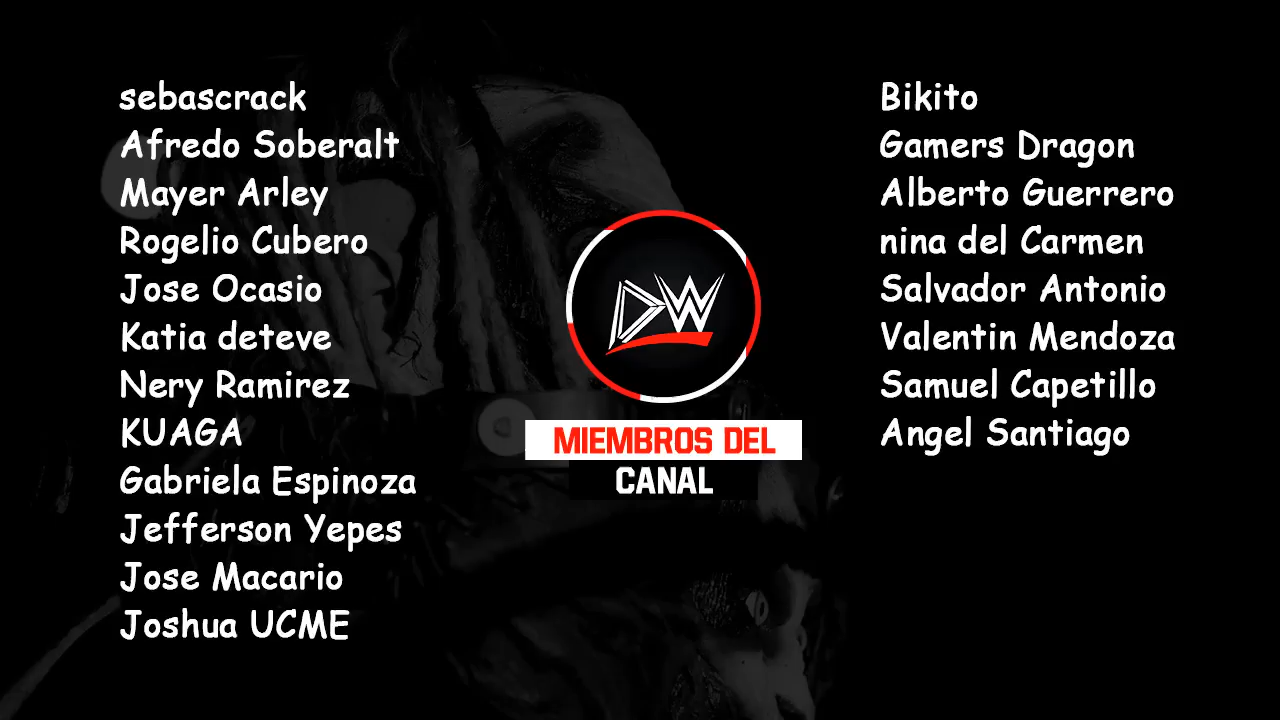 sebascrack
Afredo Soberalt
Mayer Arley
Rogelio Cubero
Jose Ocasio
Katia deteve
Nery Ramirez
KUAGA
Gabriela Espinoza
Jefferson Yepes
Jose Macario
Joshua UCME
DW
MIEMBROS DEL
CANAL
Bikito
Gamers Dragon
Alberto Guerrero
nina del Carmen
Salvador Antonio
Valentin Mendoza
Samuel Capetillo
Angel Santiago